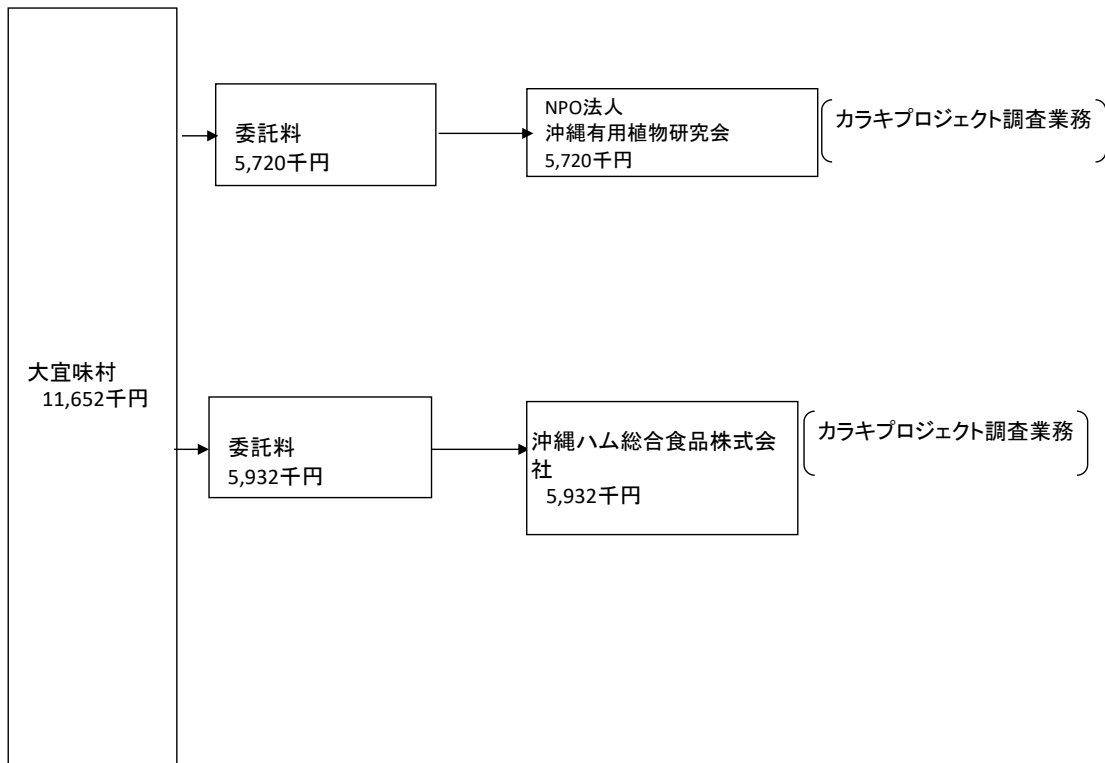 大宜味村
11,652千円
委託料
5,720千円
NPO法人
沖縄有用植物研究会
5,720千円
カラキプロジェクト調査業務
委託料
5,932千円
沖縄ハム総合食品株式会
社
5,932千円
カラキプロジェクト調査業務